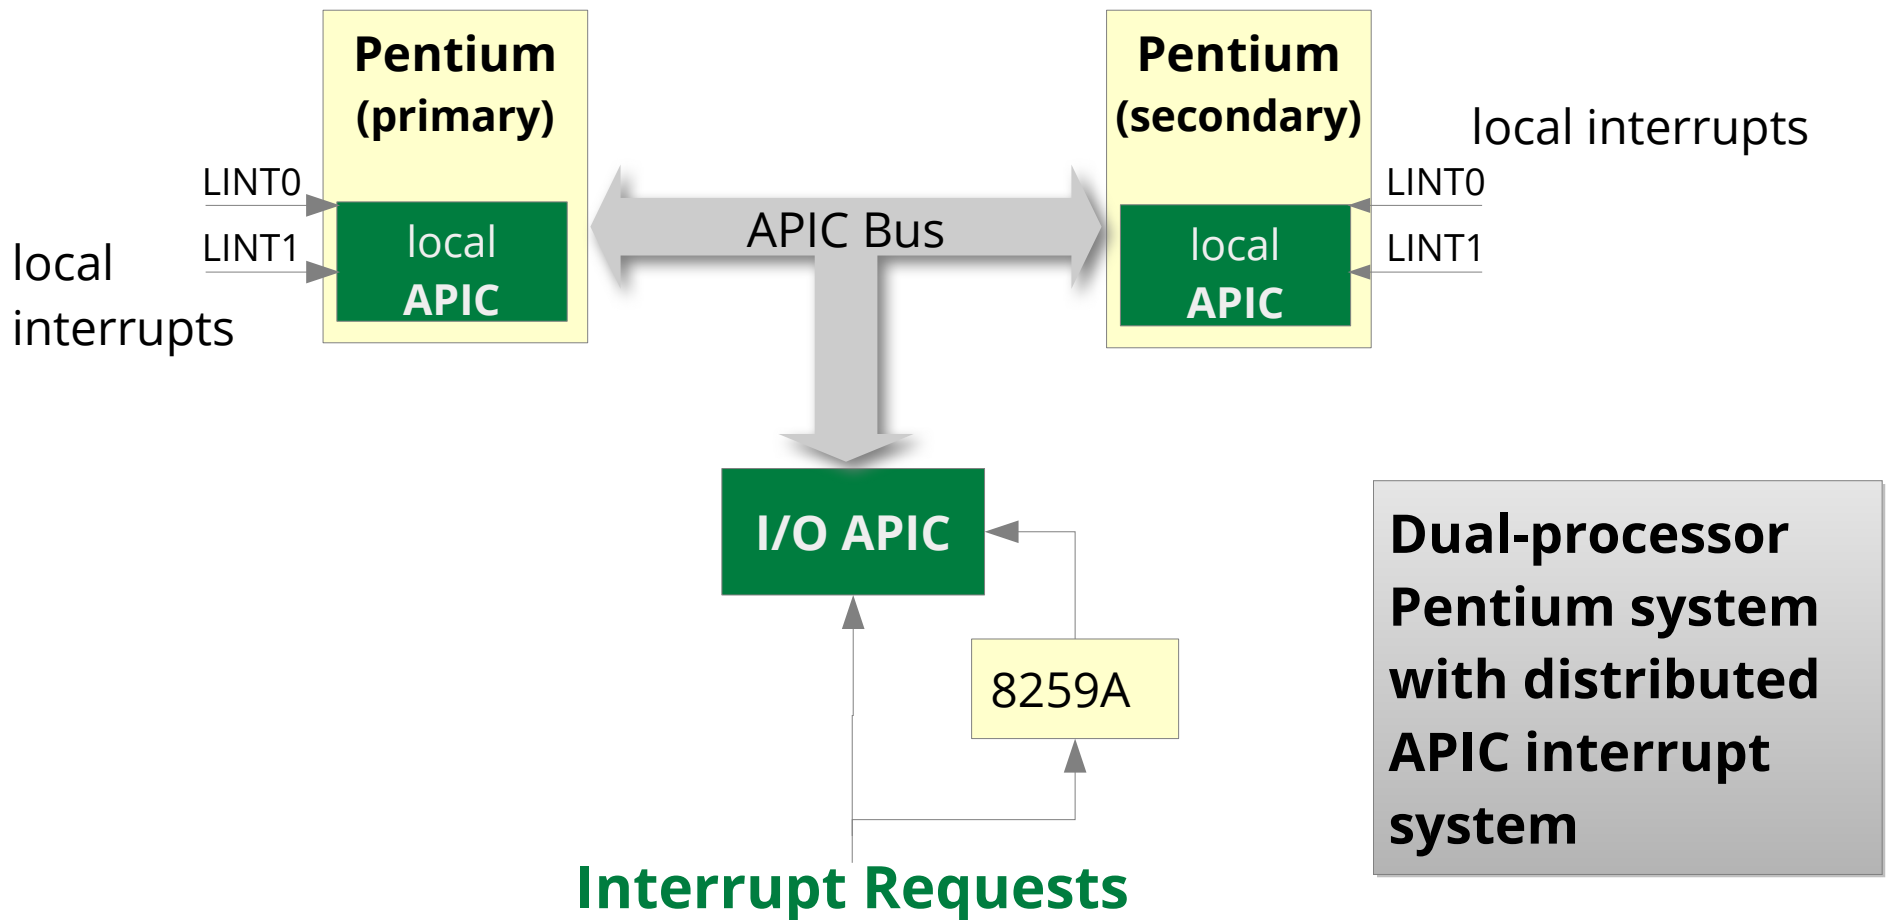 Pentium
(primary)
Pentium
(secondary)
local interrupts
LINT0
LINT1
local
interrupts
local
APIC
APIC Bus
local
APIC
LINT0
LINT1
I/O APIC
8259A
Interrupt Requests
Dual-processor
Pentium system
with distributed
APIC interrupt
system